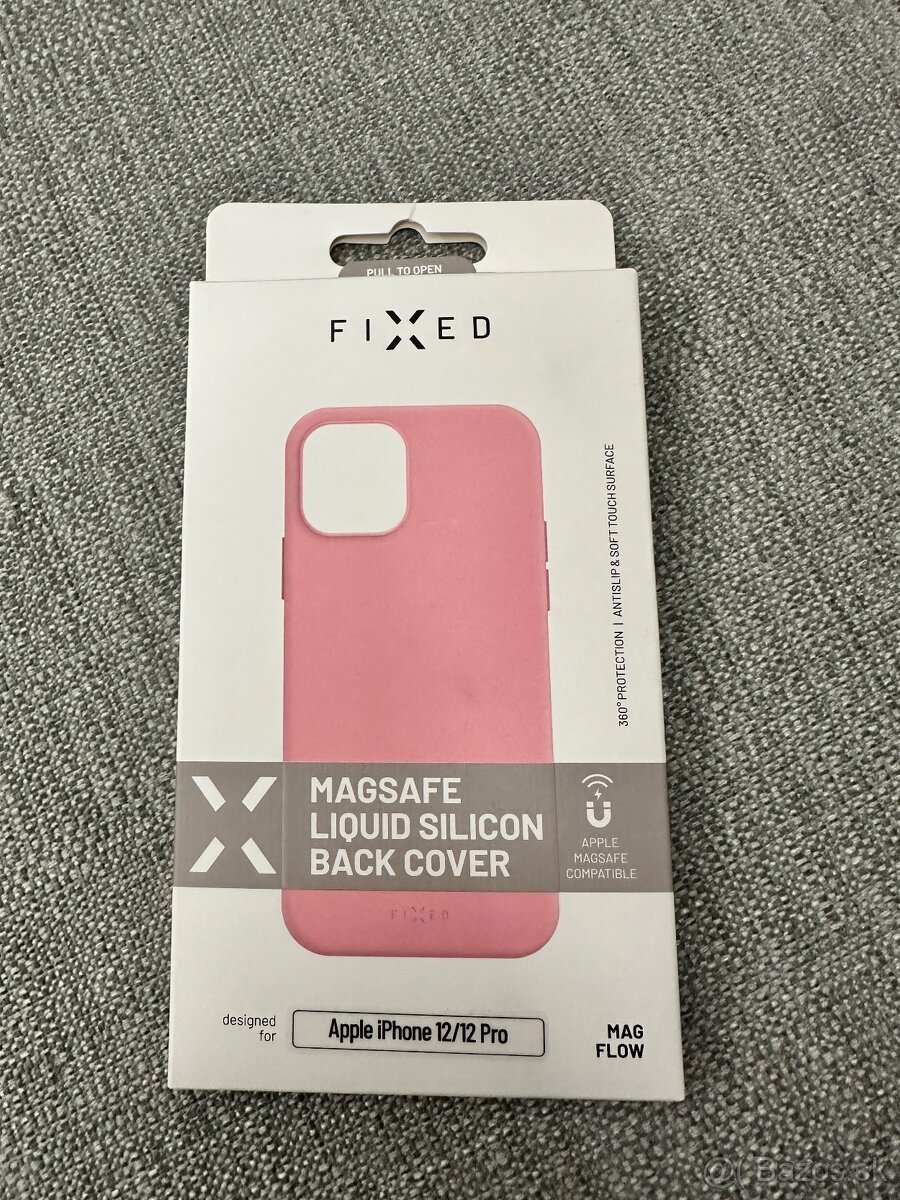 PULL TO OPEN
FIXED
360° PROTECTION | ANTISLIP & SOFT TOUCH SURFACE
MAGSAFE
LIQUID SILICON
BACK COVER
APPLE
MAGSAFE
COMPATIBLE
FIXED
designed
for
Apple iPhone 12/12 Pro
MAG
FLOW
Bazos.sk